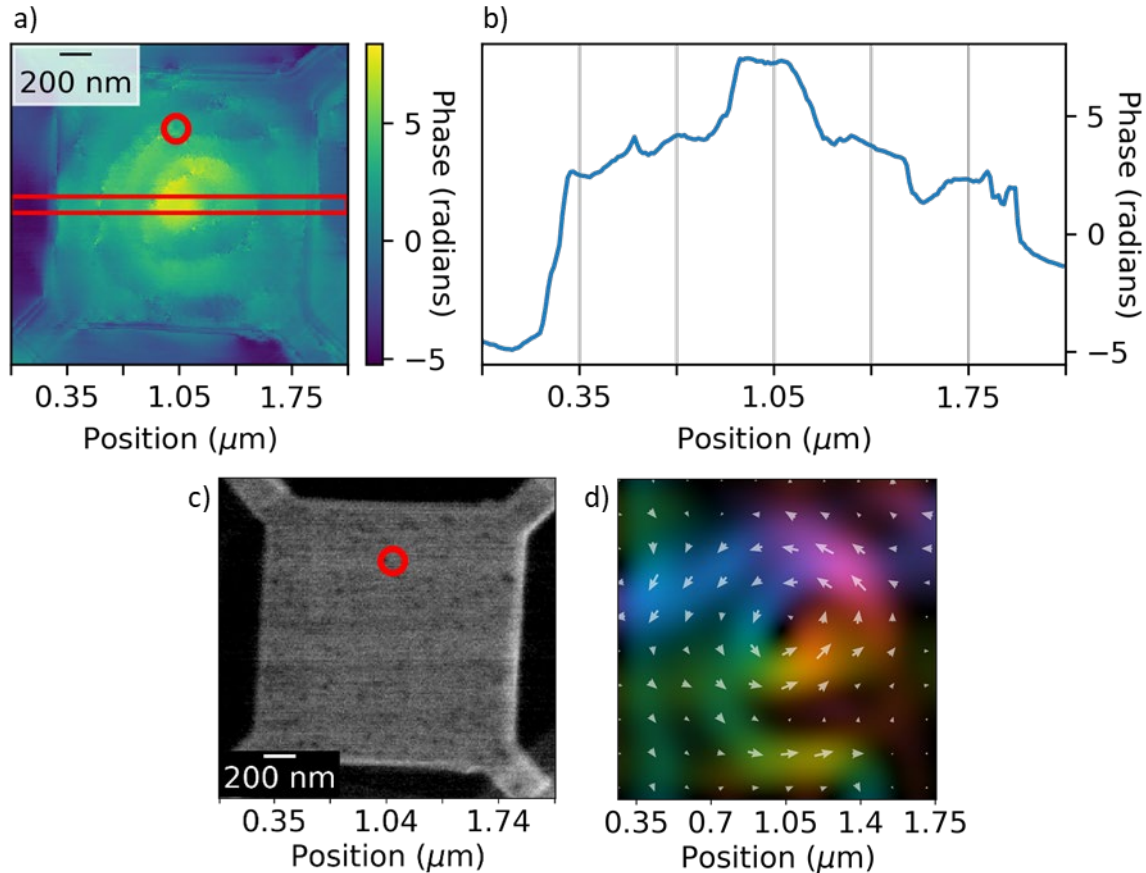 a)
200 nm
5
0
−5
Phase (radians)
0.35 1.05 1.75
Position (μm)
b)
5
0
−5
Phase (radians)
0.35 1.05 1.75
Position (μm)
c)
200 nm
0.35 1.04 1.74
Position (μm)
d)
0.35 0.7 1.05 1.4 1.75
Position (μm)